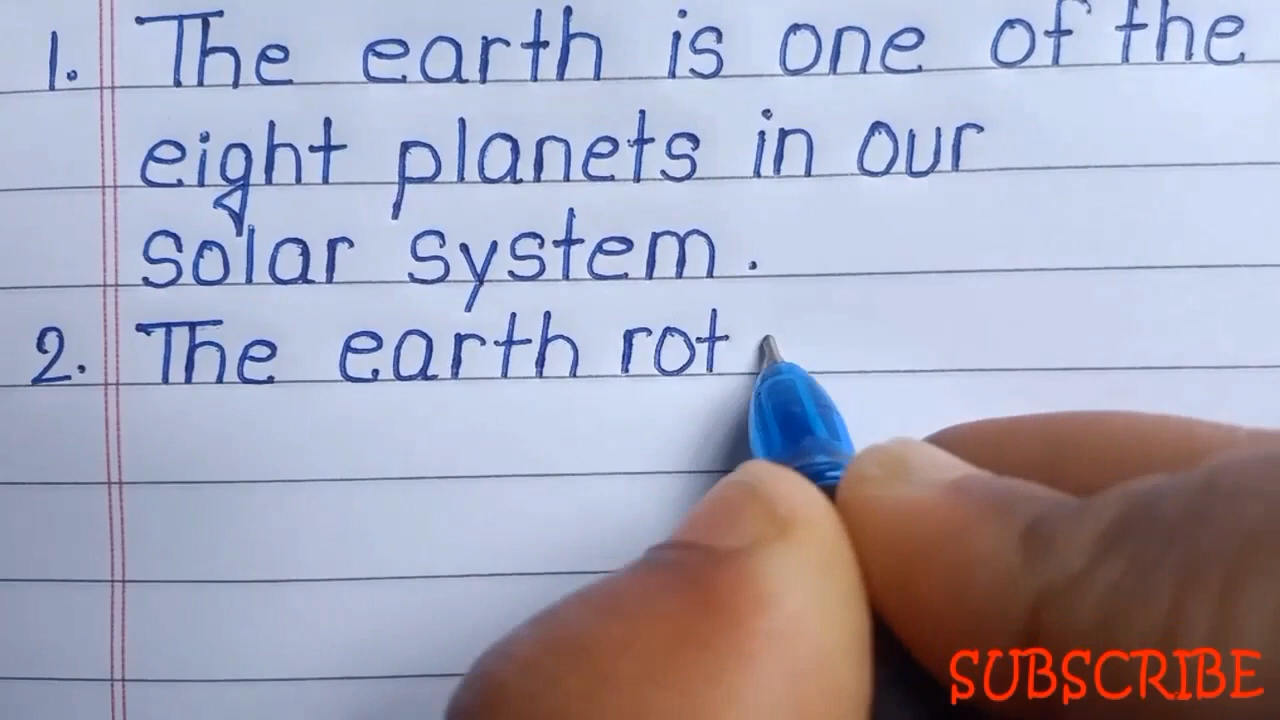 1. The earth is one of the
eight planets in our
solar system.
2. The earth rot
SUBSCRIBE